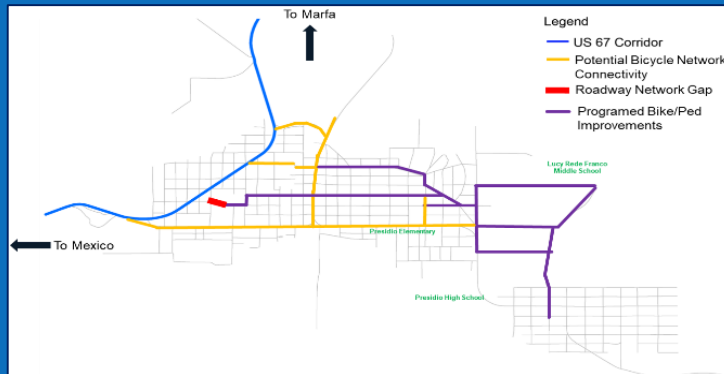 To Marfa
Legend
US 67 Corridor
Potential Bicycle Network
Connectivity
Roadway Network Gap
Programed Bike/Ped
Improvements
Lucy Rede Franco
Middle School
To Mexico
Presidio Elementary
Presidio High School